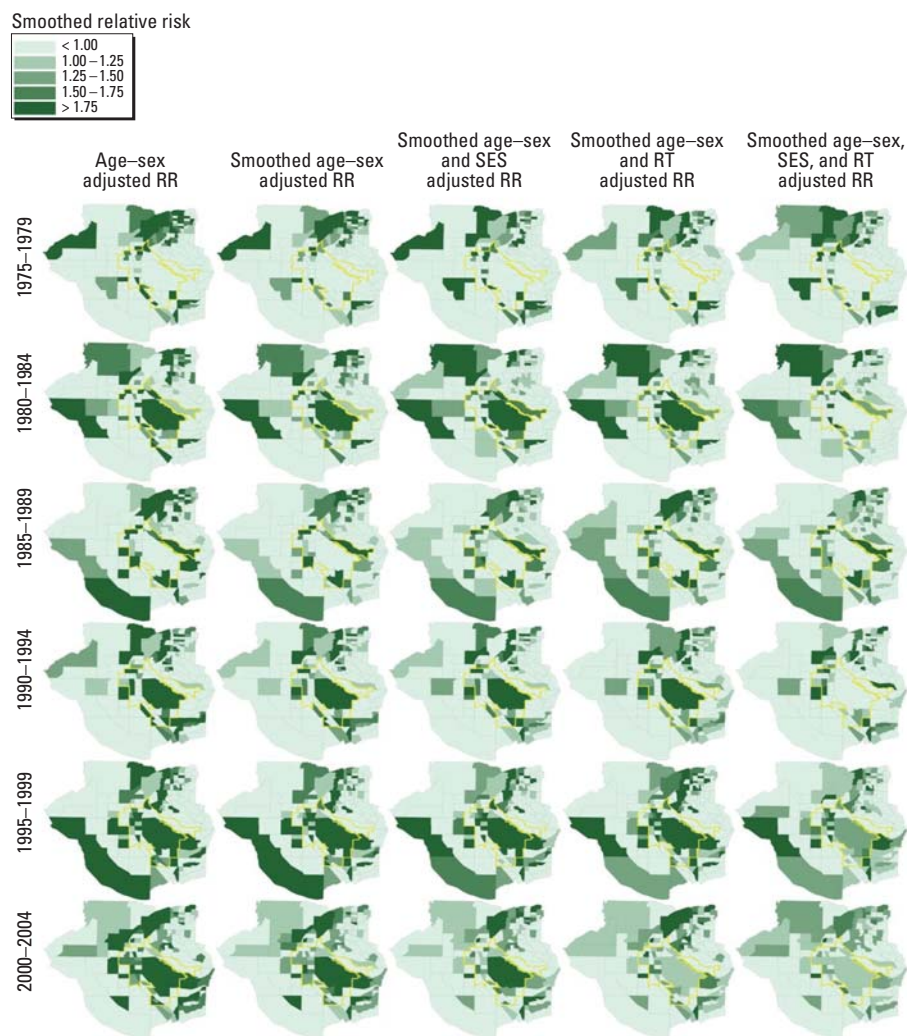 Smoothed relative risk
< 1.00
1.00–1.25
1.25–1.50
1.50–1.75
> 1.75
Age–sex
adjusted RR
Smoothed age–sex
adjusted RR
Smoothed age–sex
and SES
adjusted RR
Smoothed age–sex
and RT
adjusted RR
Smoothed age–sex,
SES, and RT
adjusted RR
1975–1979
1980–1984
1985–1989
1990–1994
1995–1999
2000–2004